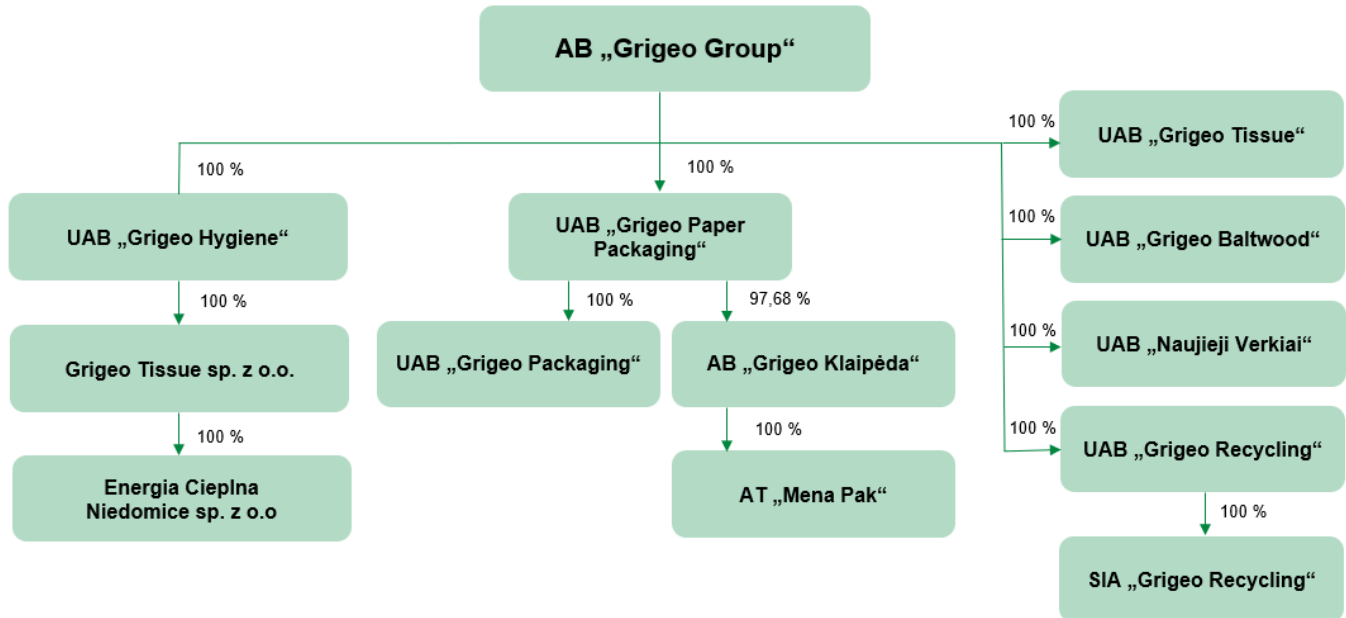 AB „Grigeo Group“
100 %
UAB „Grigeo Tissue“
100 %
100 %
UAB „Grigeo Hygiene“
UAB „Grigeo Paper
Packaging“
100 %
UAB „Grigeo Baltwood“
100 %
100 %
97,68 %
Grigeo Tissue sp. z o.o.
UAB „Grigeo Packaging“
AB „Grigeo Klaipėda“
100 %
UAB „Naujieji Verkiai“
100 %
100 %
100 %
UAB „Grigeo Recycling“
Energia Cieplna
Niedomice sp. z o.o
AT „Mena Pak“
100 %
SIA „Grigeo Recycling“